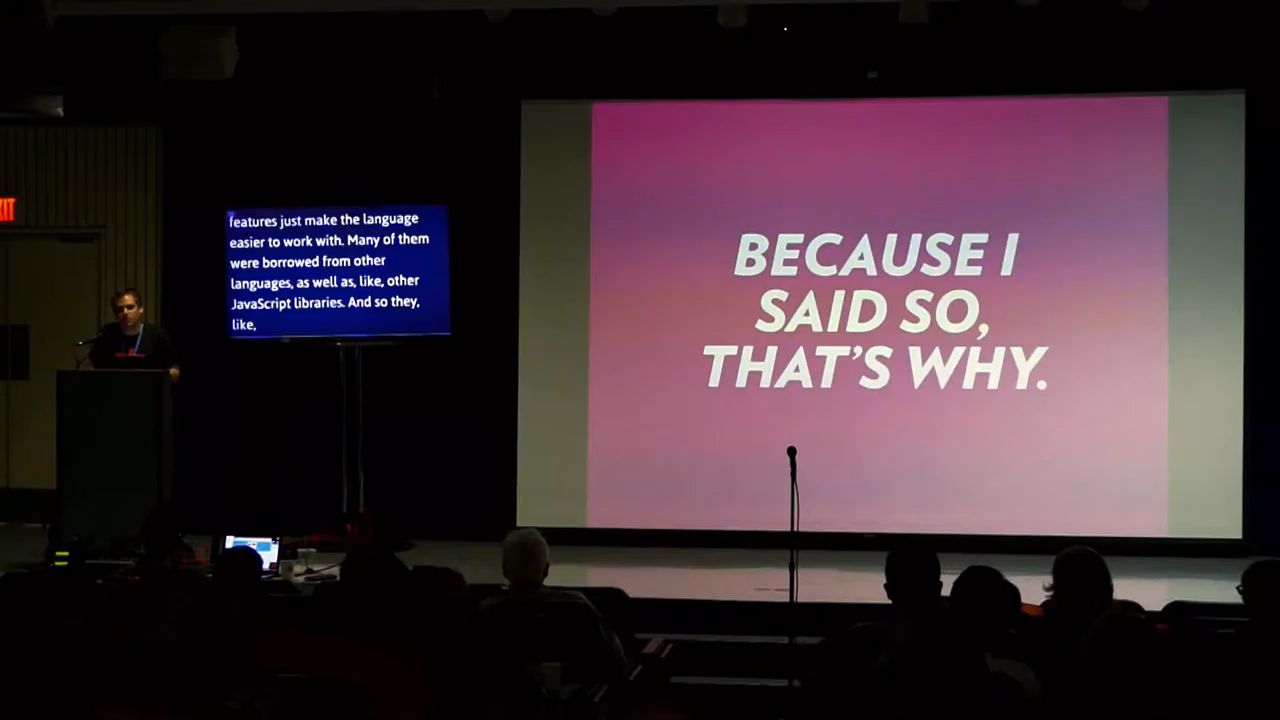 features just make the language
easier to work with. Many of them
were borrowed from other
languages, as well as, like, other
JavaScript libraries. And so they,
like,
BECAUSE I
SAID SO,
THAT'S WHY.